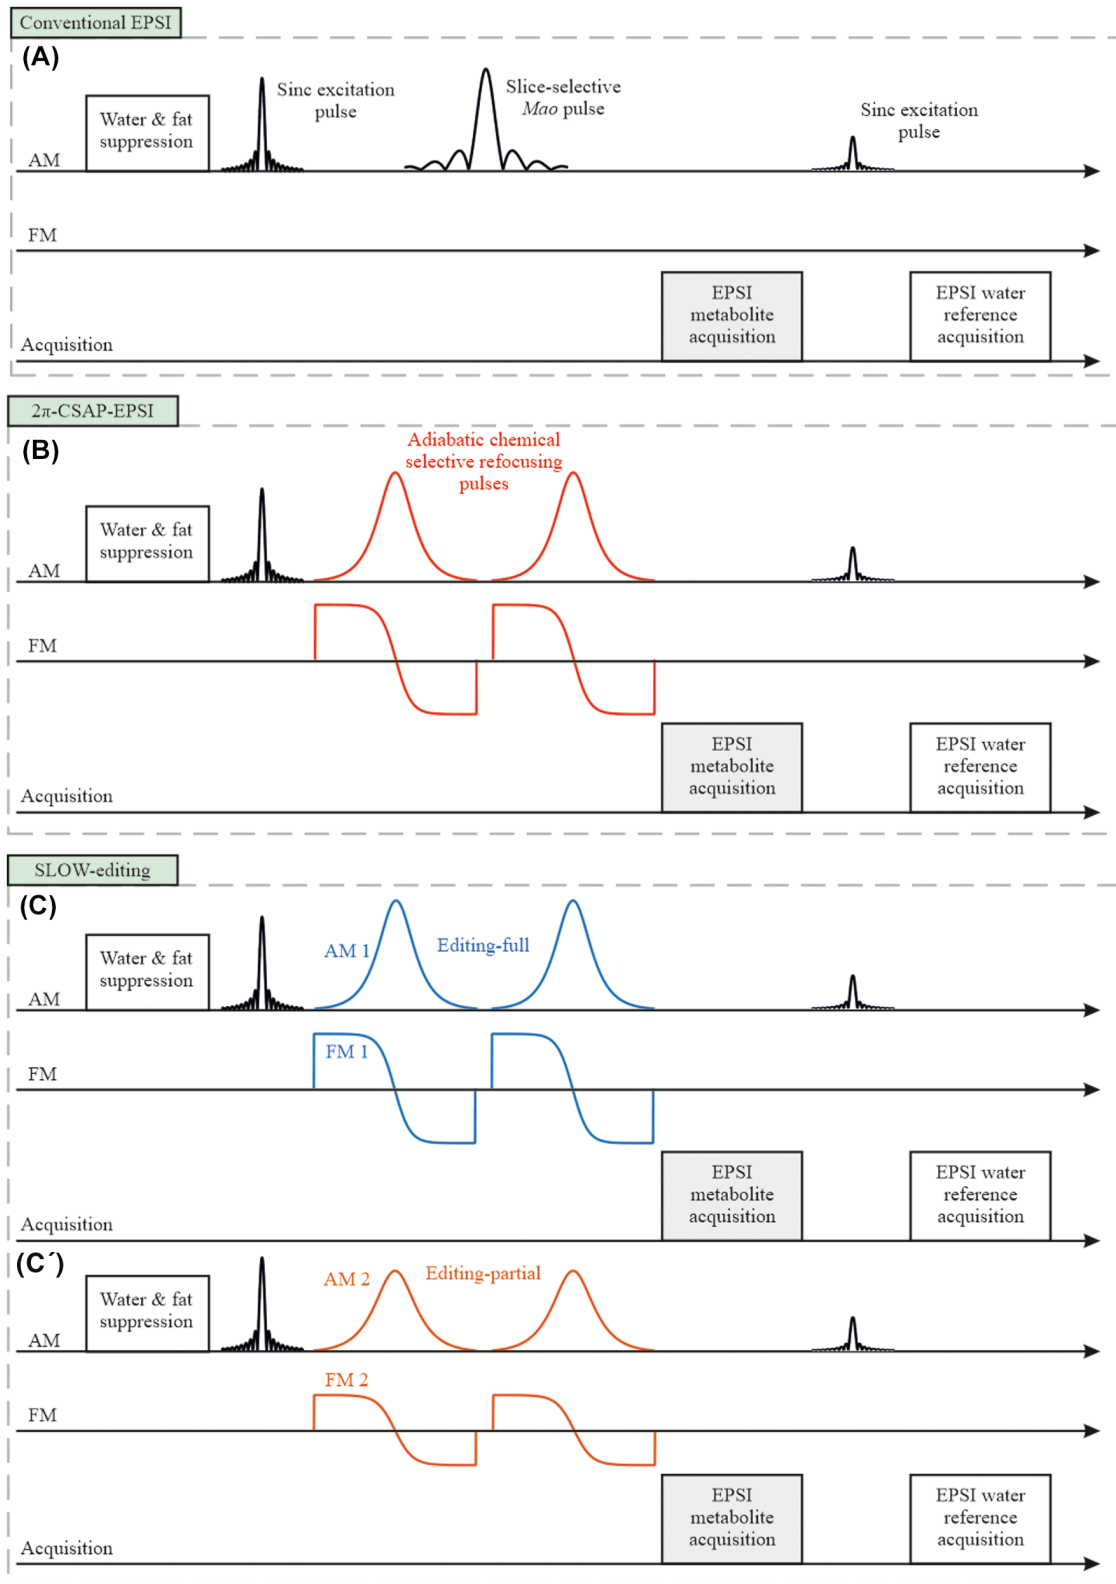 Conventional EPSI
(A)
Sinc excitation
pulse
Slice-selective
Mao pulse
Sinc excitation
pulse
Water & fat
suppression
AM
FM
EPSI
metabolite
acquisition
EPSI water
reference
acquisition
Acquisition
2π-CSAP-EPSI
(B)
Adiabatic chemical
selective refocusing
pulses
Water & fat
suppression
AM
FM
EPSI
metabolite
acquisition
EPSI water
reference
acquisition
Acquisition
SLOW-editing
(C)
AM 1
Editing-full
Water & fat
suppression
AM
FM 1
FM
EPSI
metabolite
acquisition
EPSI water
reference
acquisition
Acquisition
(C´)
AM 2
Editing-partial
Water & fat
suppression
AM
FM 2
FM
EPSI
metabolite
acquisition
EPSI water
reference
acquisition
Acquisition